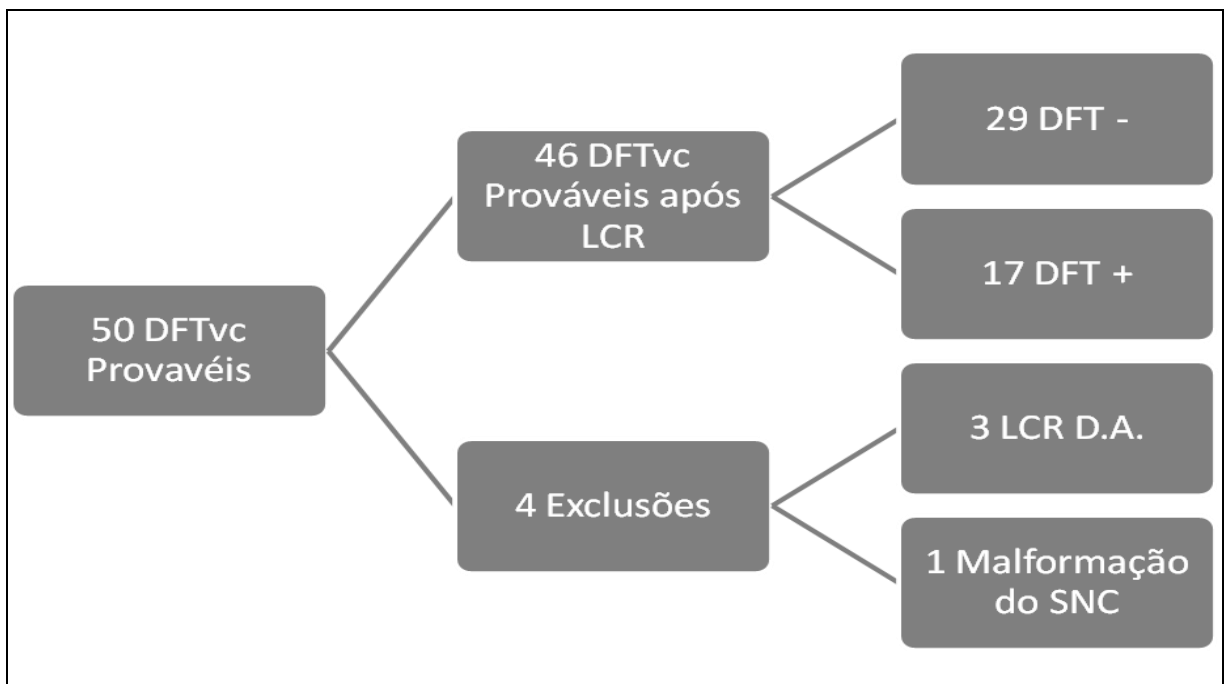 50 DFTvc
Provavéis
46 DFTvc
Prováveis após
LCR
4 Exclusões
29 DFT -
17 DFT +
3 LCR D.A.
1 Malformação
do SNC